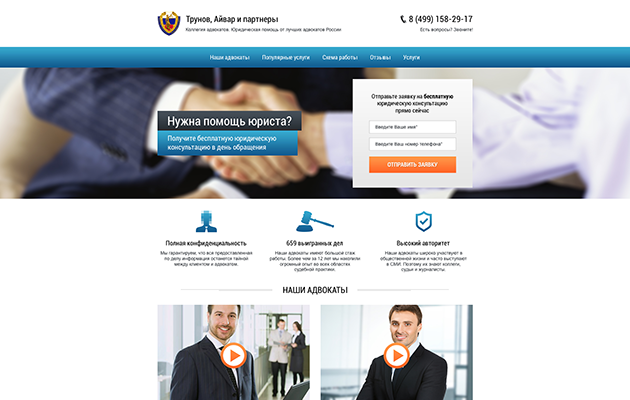 Трунов, Айвар и партнеры
Коллегия адвокатов. Юридическая помощь от лучших адвокатов России
8 (499) 158-29-17
Есть вопросы? Звоните!
Наши адвокаты Популярные услуги Схема работы Отзывы Услуги
Нужна помощь юриста?
Получите бесплатную юридическую
консультацию в день обращения
Отправьте заявку на бесплатную
юридическую консультацию
прямо сейчас
Введите Ваше имя*
Введите Ваш номер телефона*
ОТПРАВИТЬ ЗАЯВКУ
Полная конфиденциальность
Мы гарантируем, что вся предоставленная
по делу информация останется тайной
между клиентом и адвокатом.
659 выигранных дел
Наши адвокаты имеют большой стаж
работы. Более чем за 12 лет мы накопили
огромный опыт во всех областях
судебной практики.
Высокий авторитет
Наши адвокаты широко участвуют в
общественной жизни и часто выступают
в СМИ. Поэтому их знают коллеги,
судьи и журналисты.
НАШИ АДВОКАТЫ